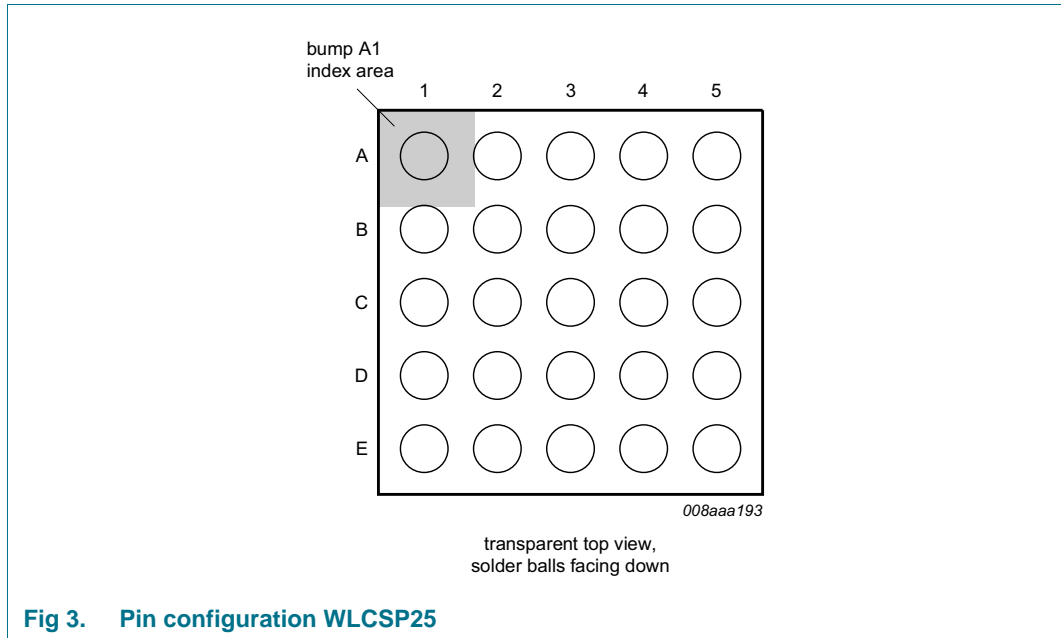 bump A1
index area
1 2 3 4 5
A
B
C
D
E
008aaa193
transparent top view,
solder balls facing down
Fig 3. Pin configuration WLCSP25